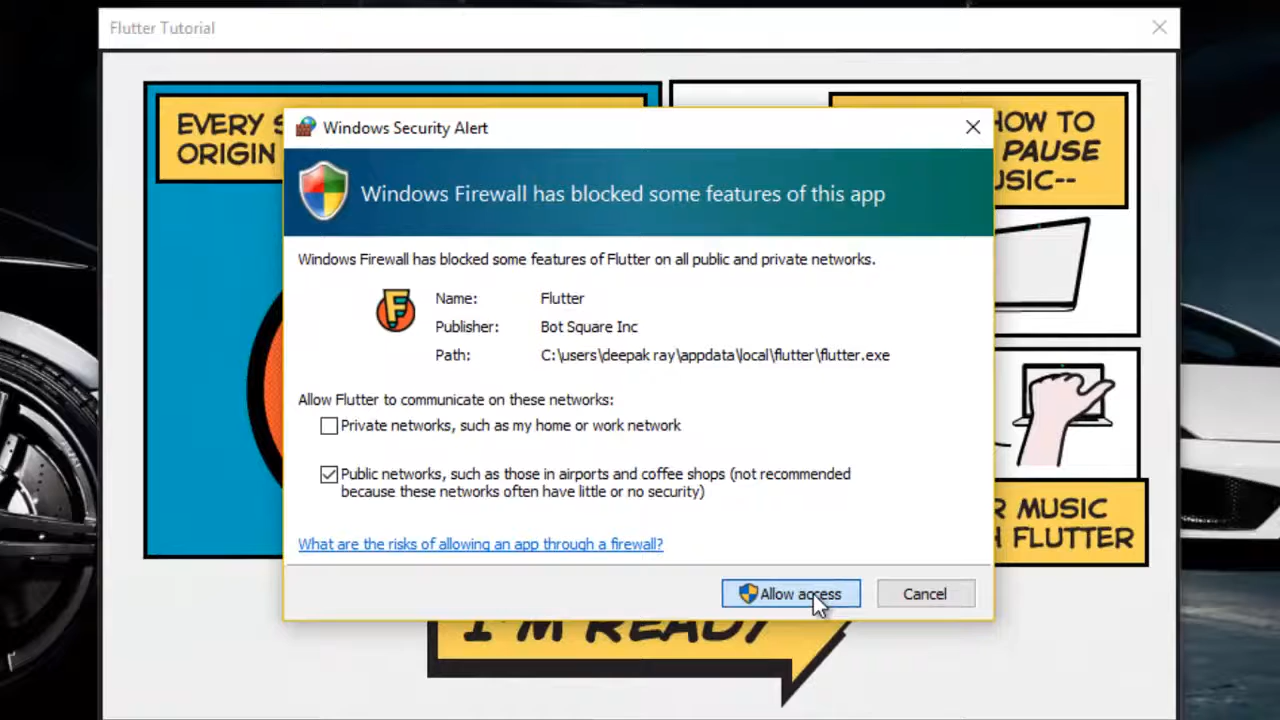 Flutter Tutorial
EVERY
ORIGIN
HOW TO
PAUSE
USIC--
Windows Security Alert
Windows Firewall has blocked some features of this app
Windows Firewall has blocked some features of Flutter on all public and private networks.
F
Name: Flutter
Publisher: Bot Square Inc
Path: C:\users\deepak ray\appdata\local\flutter\flutter.exe
Allow Flutter to communicate on these networks:
Private networks, such as my home or work network
Public networks, such as those in airports and coffee shops (not recommended
because these networks often have little or no security)
What are the risks of allowing an app through a firewall?
Allow access
Cancel
R MUSIC
H FLUTTER
I'M READY